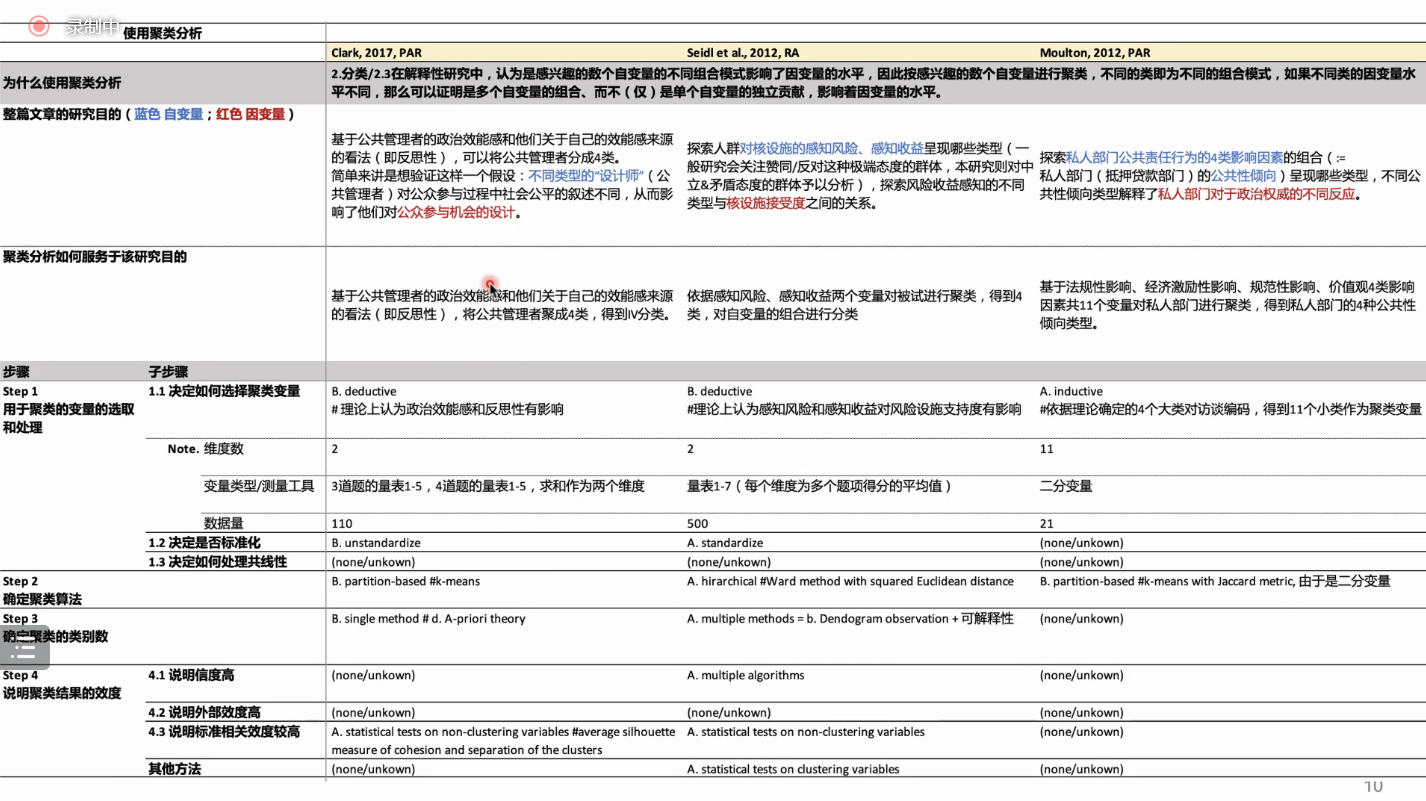 录制中
使用聚类分析
Clark, 2017, PAR
Seidl et al., 2012, RA
Moulton, 2012, PAR
为什么使用聚类分析
2.分类/2.3在解释性研究中，认为是感兴趣的数个自变量的不同组合模式影响了因变量的水平，因此按感兴趣的数个自变量进行聚类，不同的类即为不同的组合模式，如果不同类的因变量水
平不同，那么可以证明是多个自变量的组合、而不（仅）是单个自变量的独立贡献，影响着因变量的水平。
整篇文章的研究目的（蓝色 自变量；红色 因变量）
基于公共管理者的政治效能感和他们关于自己的效能感来源
的看法（即反思性），可以将公共管理者分成4类。
简单来讲是想验证这样一个假设：不同类型的“设计师”（公
共管理者）对公众参与过程中社会公平的叙述不同，从而影
响了他们对公众参与机会的设计。
探索人群对核设施的感知风险、感知收益呈现哪些类型（一
般研究会关注赞同/反对这种极端态度的群体，本研究则对中
立&矛盾态度的群体予以分析），探索风险收益感知的不同
类型与核设施接受度之间的关系。
探索私人部门公共责任行为的4类影响因素的组合（:=
私人部门（抵押贷款部门）的公共性倾向）呈现哪些类型，不同公
共性倾向类型解释了私人部门对于政治权威的不同反应。
聚类分析如何服务于该研究目的
基于公共管理者的政治效能感和他们关于自己的效能感来源
的看法（即反思性），将公共管理者聚成4类，得到IV分类。
依据感知风险、感知收益两个变量对被试进行聚类，得到4
类，对自变量的组合进行分类
基于法规性影响、经济激励性影响、规范性影响、价值观4类影响
因素共11个变量对私人部门进行聚类，得到私人部门的4种公共性
倾向类型。
步骤
子步骤
Step 1
用于聚类的变量的选取
和处理
1.1 决定如何选择聚类变量
B. deductive
# 理论上认为政治效能感和反思性有影响
B. deductive
#理论上认为感知风险和感知收益对风险设施支持度有影响
A. inductive
#依据理论确定的4个大类对访谈编码，得到11个小类作为聚类变量
Note. 维度数
2
2
11
变量类型/测量工具
3道题的量表1-5，4道题的量表1-5，求和作为两个维度
量表1-7（每个维度为多个题项得分的平均值）
二分变量
数据量
110
500
21
1.2 决定是否标准化
B. unstandardize
A. standardize
(none/unkown)
1.3 决定如何处理共线性
(none/unkown)
(none/unkown)
(none/unkown)
Step 2
确定聚类算法
B. partition-based #k-means
A. hirarchical #Ward method with squared Euclidean distance
B. partition-based #k-means with Jaccard metric, 由于是二分变量
Step 3
确定聚类的类别数
B. single method # d. A-priori theory
A. multiple methods = b. Dendogram observation + 可解释性
(none/unkown)
Step 4
说明聚类结果的效度
4.1 说明信度高
(none/unkown)
A. multiple algorithms
(none/unkown)
4.2 说明外部效度高
(none/unkown)
(none/unkown)
(none/unkown)
4.3 说明标准相关效度较高
A. statistical tests on non-clustering variables #average silhouette
measure of cohesion and separation of the clusters
A. statistical tests on non-clustering variables
(none/unkown)
其他方法
(none/unkown)
A. statistical tests on clustering variables
(none/unkown)
10